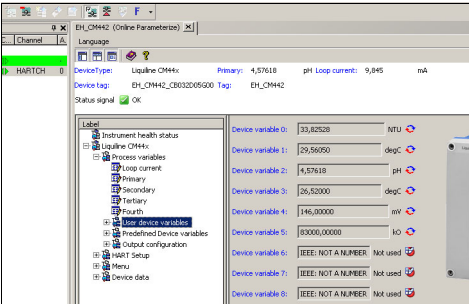 F
EH_CM442 (Online Parameterize)
C... Channel A
Language
HARTCH 0
DeviceType: Liquiline CM44x Primary: 4,57618 pH Loop current: 9,845 mA
Device tag: EH_CM442_CB032D05G00 Tag: EH_CM442
Status signal OK
Label
Instrument health status
Liquiline CM44x
Process variables
Loop current
Primary
Secondary
Tertiary
Fourth
User device variables
Predefined Device variables
Output configuration
HART Setup
Menu
Device data
Device variable 0: 33,82528 NTU
Device variable 1: 29,56050 degC
Device variable 2: 4,57618 pH
Device variable 3: 26,52000 degC
Device variable 4: 146,00000 mV
Device variable 5: 83000,00000 kO
Device variable 6: IEEE: NOT A NUMBER Not used
Device variable 7: IEEE: NOT A NUMBER Not used
Device variable 8: IEEE: NOT A NUMBER Not used